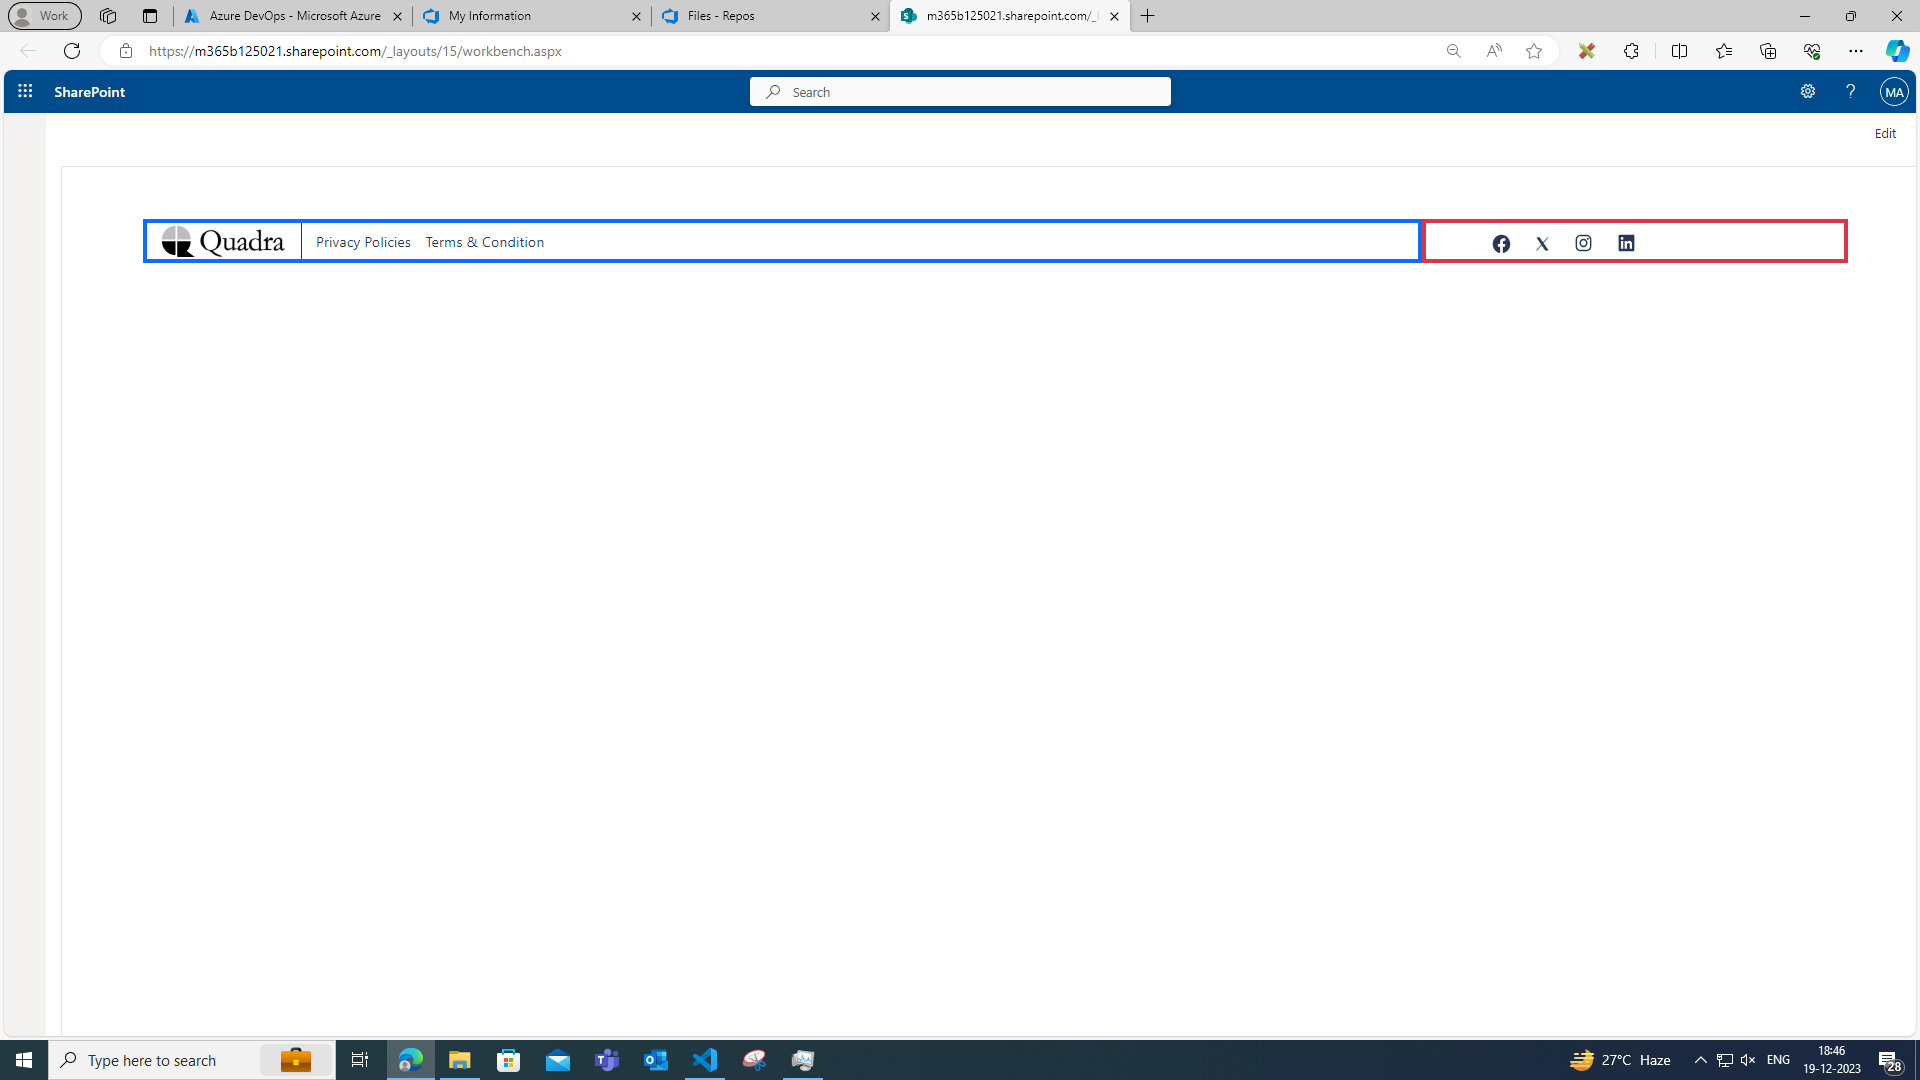 Work
Azure DevOps - Microsoft Azure
My Information
Files - Repos
m365b125021.sharepoint.com/_l
https://m365b125021.sharepoint.com/_layouts/15/workbench.aspx
SharePoint
Search
MA
Edit
Quadra
Privacy Policies
Terms & Condition
Type here to search
27°C Haze
ENG
18:46
19-12-2023
28